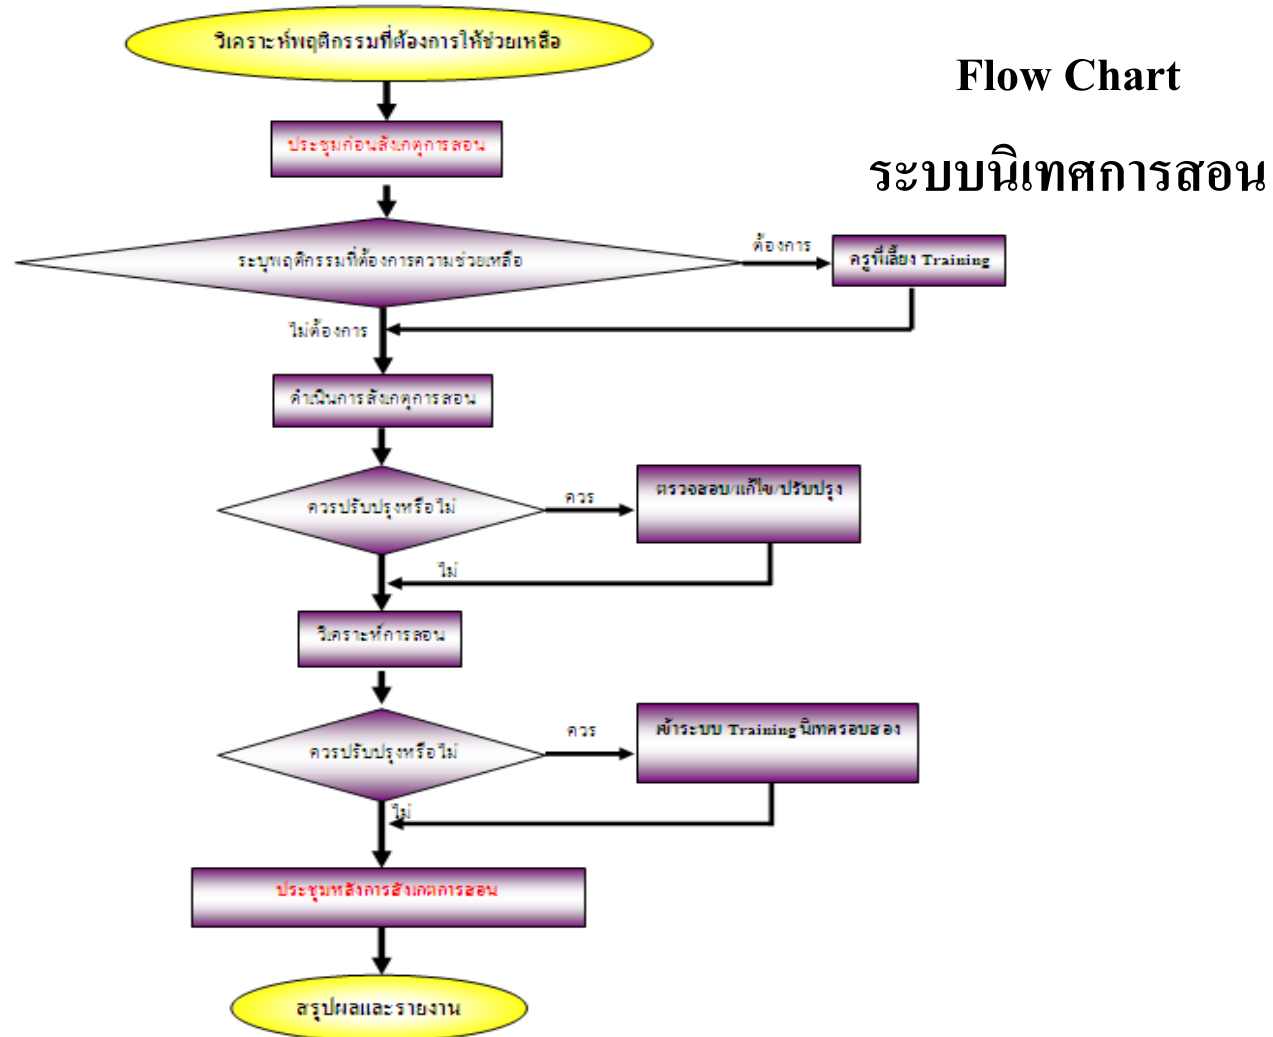 วิเคราะห์พฤติกรรมที่ต้องการให้ช่วยเหลือ
Flow Chart
ระบบนิเทศการสอน
ประชุมก่อนสังเกตุการสอน
ระบุพฤติกรรมที่ต้องการความช่วยเหลือ
ต้องการ
ครูพี่เลี้ยง Training
ไม่ต้องการ
ดำเนินการสังเกตุการสอน
ควรปรับปรุงหรือไม่
ควร
ตรวจสอบ/แก้ไข/ปรับปรุง
ไม่
วิเคราะห์การสอน
ควรปรับปรุงหรือไม่
ควร
เข้าระบบ Training นิเทศรอบสอง
ไม่
ประชุมหลังการสังเกตการสอน
สรุปผลและรายงาน